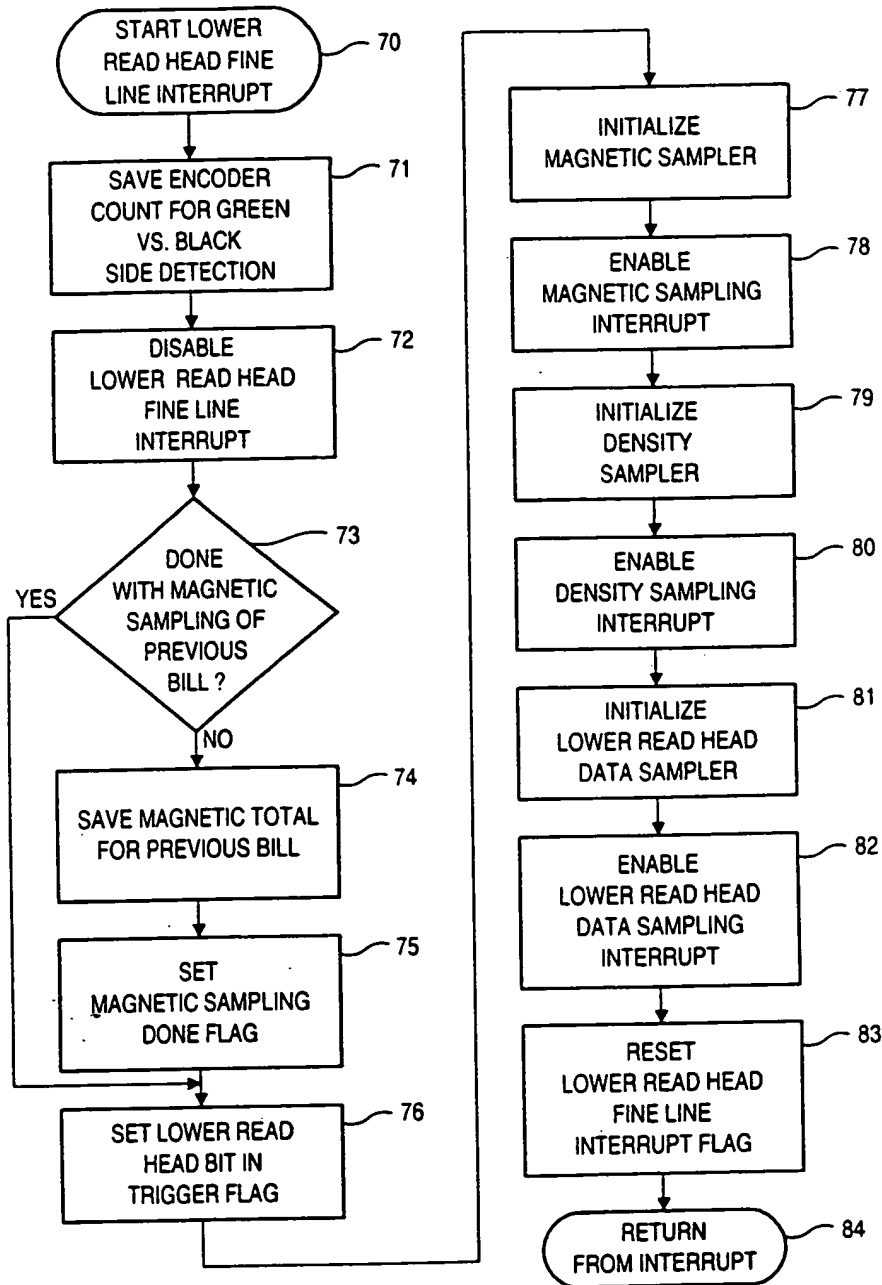 START LOWER
READ HEAD FINE
LINE INTERRUPT
70
SAVE ENCODER
COUNT FOR GREEN
VS. BLACK
SIDE DETECTION
71
DISABLE
LOWER READ HEAD
FINE LINE
INTERRUPT
72
DONE
WITH MAGNETIC
SAMPLING OF
PREVIOUS
BILL ?
73
YES
NO
SAVE MAGNETIC TOTAL
FOR PREVIOUS BILL
74
SET
MAGNETIC SAMPLING
DONE FLAG
75
SET LOWER READ
HEAD BIT IN
TRIGGER FLAG
76
INITIALIZE
MAGNETIC SAMPLER
77
ENABLE
MAGNETIC SAMPLING
INTERRUPT
78
INITIALIZE
DENSITY
SAMPLER
79
ENABLE
DENSITY SAMPLING
INTERRUPT
80
INITIALIZE
LOWER READ HEAD
DATA SAMPLER
81
ENABLE
LOWER READ HEAD
DATA SAMPLING
INTERRUPT
82
RESET
LOWER READ HEAD
FINE LINE
INTERRUPT FLAG
83
RETURN
FROM INTERRUPT
84